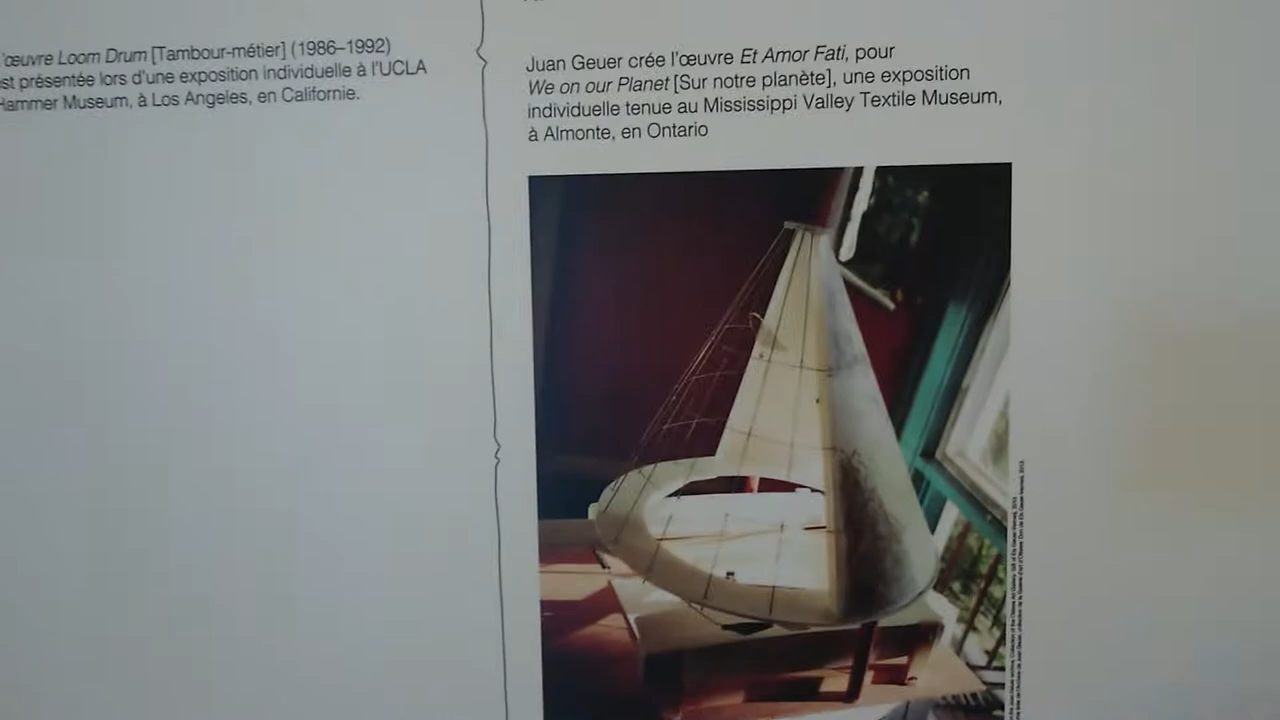 'œuvre Loom Drum [Tambour-métier] (1986–1992)
st présentée lors d'une exposition individuelle à l'UCLA
Hammer Museum, à Los Angeles, en Californie.
Juan Geuer crée l'œuvre Et Amor Fati, pour
We on our Planet [Sur notre planète], une exposition
individuelle tenue au Mississippi Valley Textile Museum,
à Almonte, en Ontario